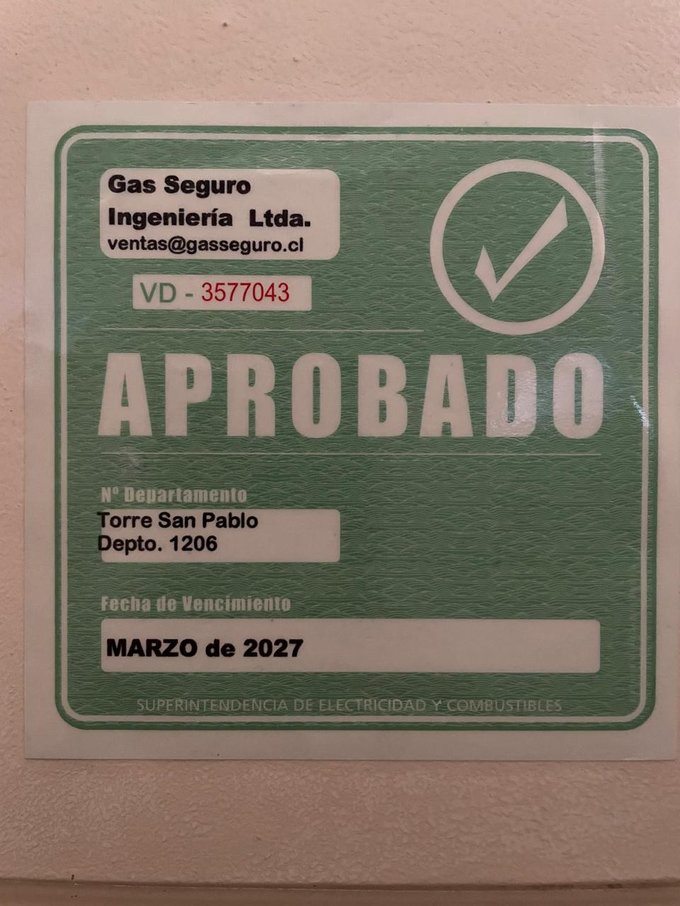 Gas Seguro
Ingeniería Ltda.
ventas@gasseguro.cl
VD - 3577043
APROBADO
Nº Departamento
Torre San Pablo
Depto. 1206
Fecha de Vencimiento
MARZO de 2027
SUPERINTENDENCIA DE ELECTRICIDAD Y COMBUSTIBLES